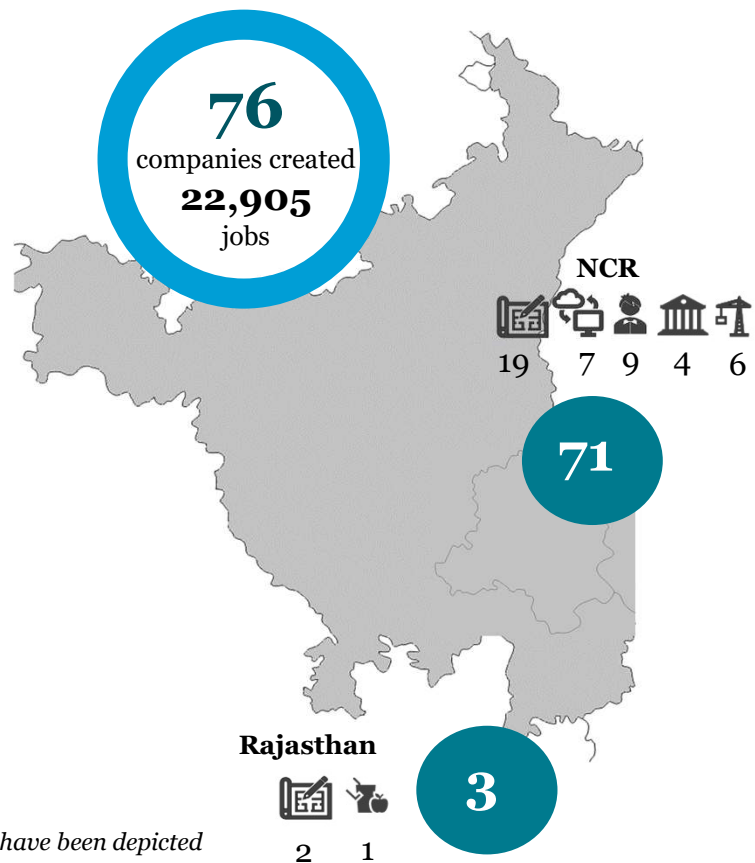 76
companies created
22,905
jobs
NCR
19 7 9 4 6
71
Rajasthan
3
2 1
have been depicted